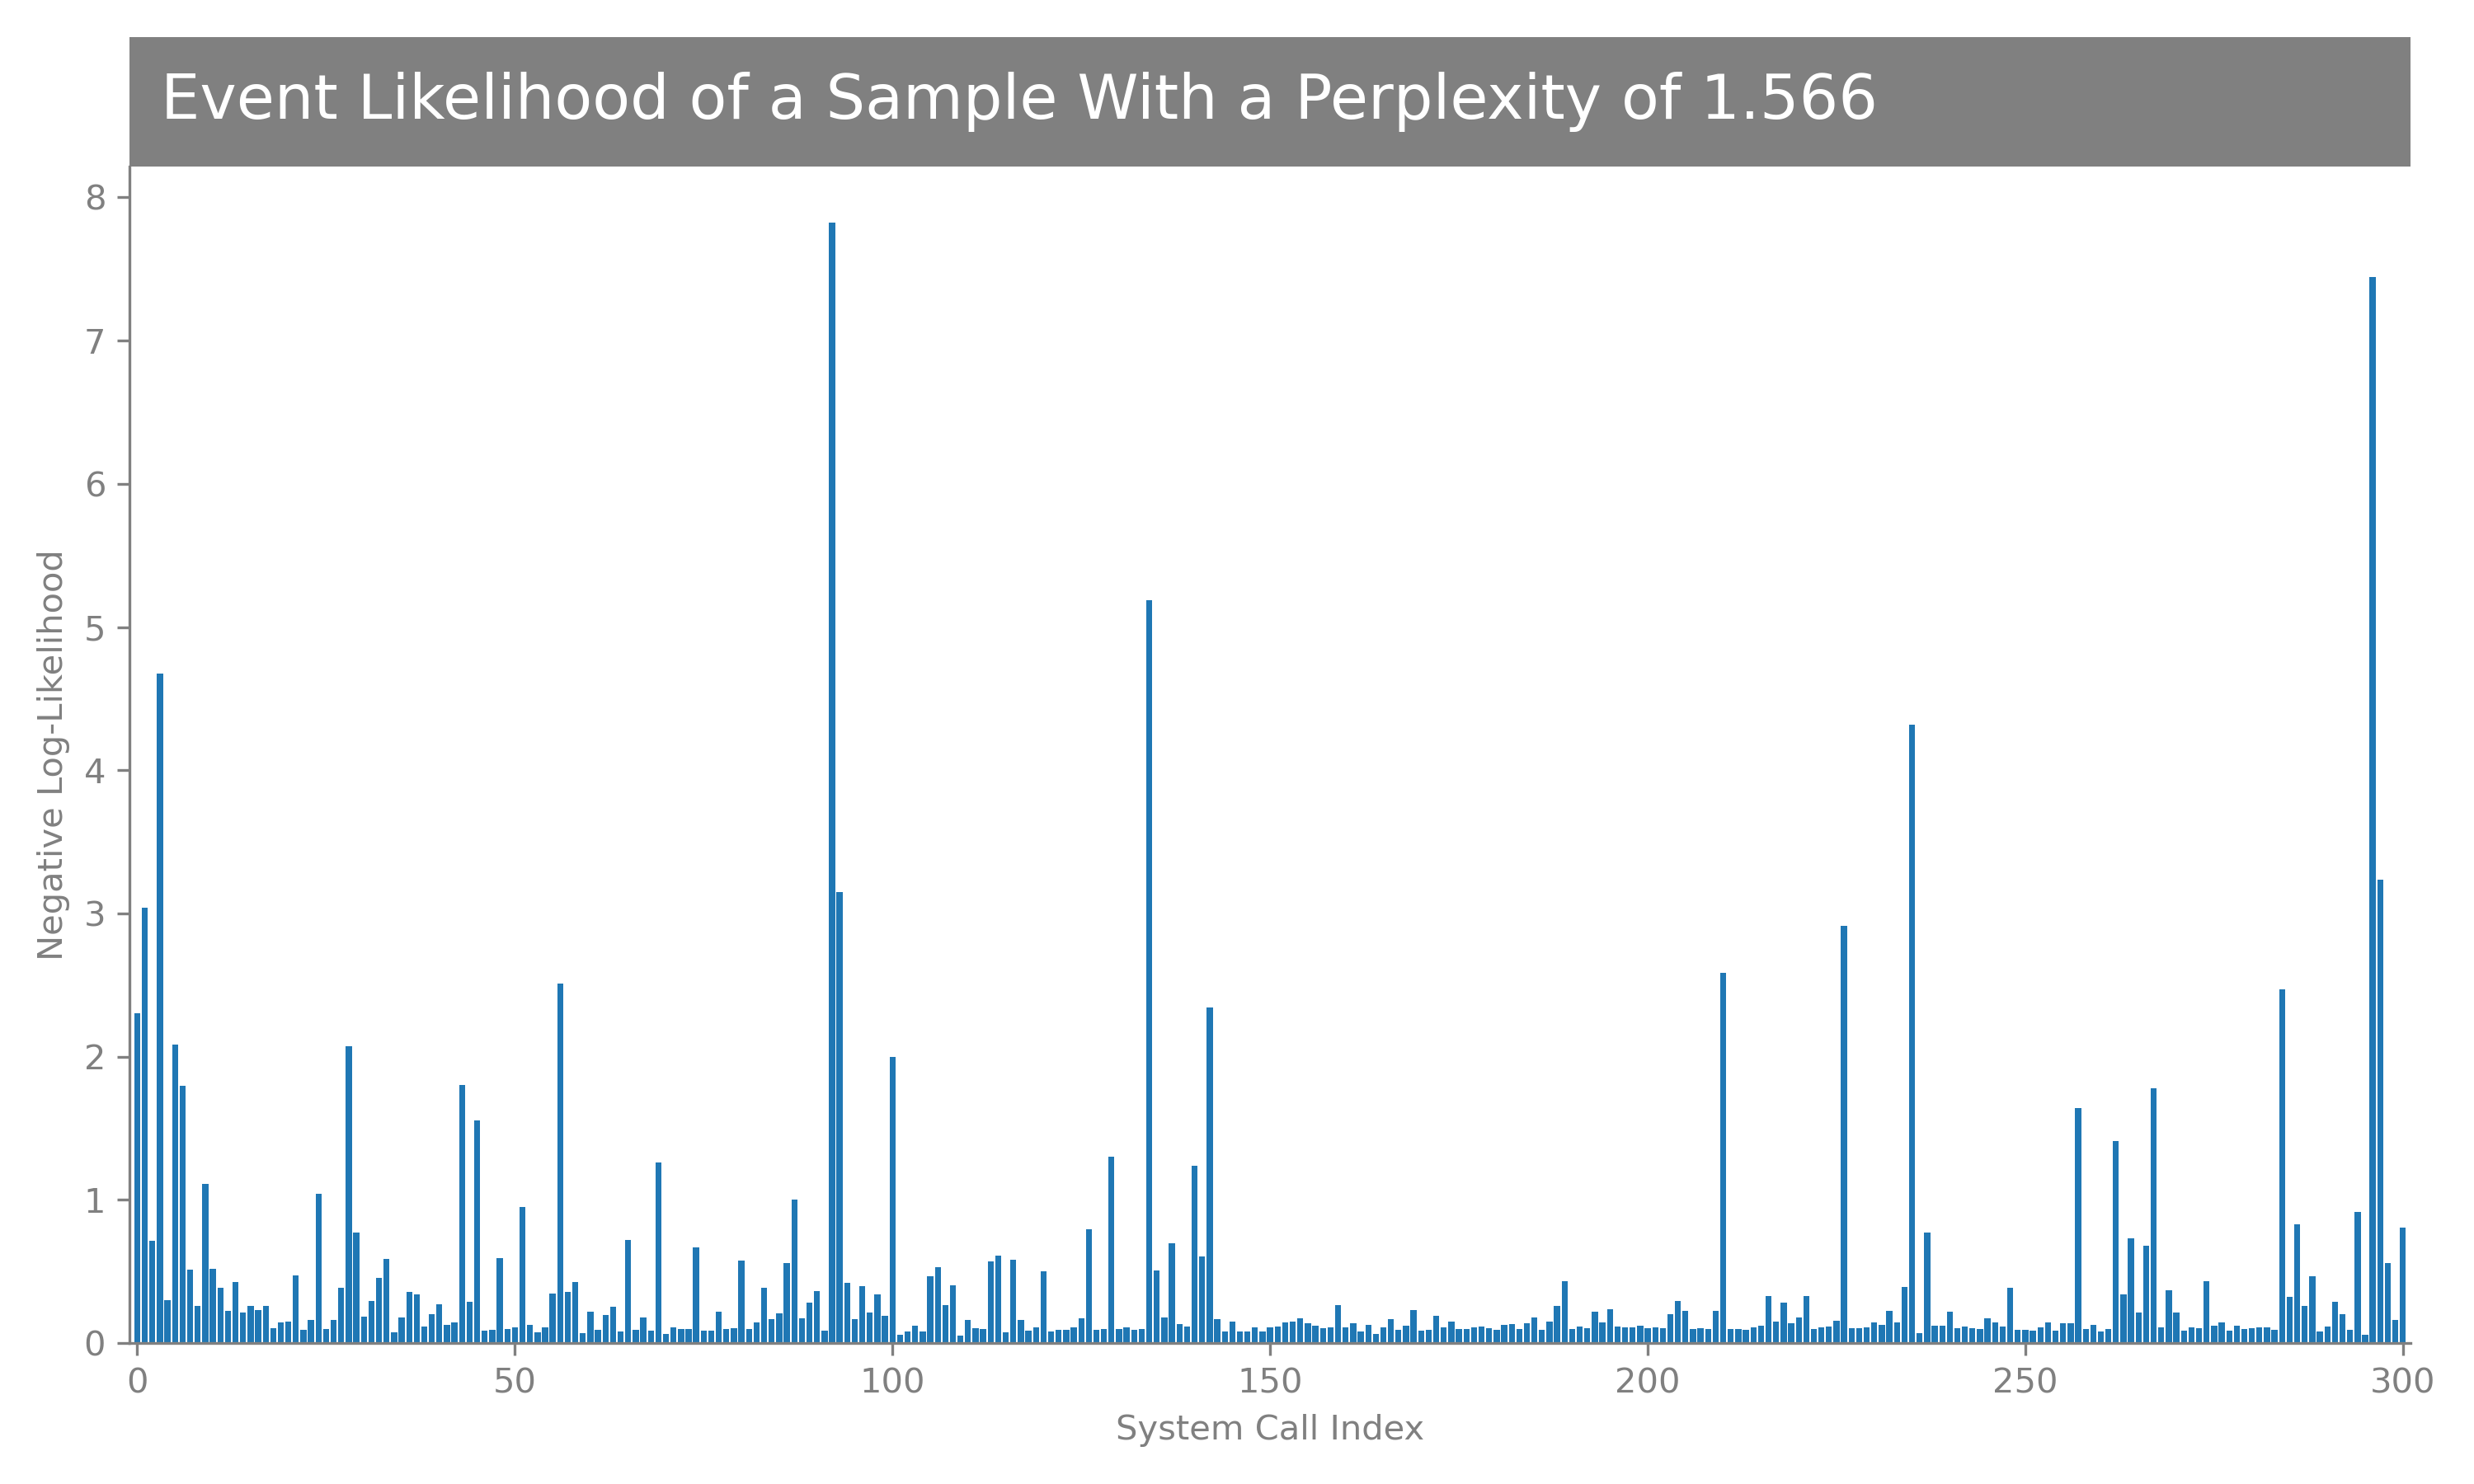 Event Likelihood of a Sample With a Perplexity of 1.566
8
7
6
5
4
3
2
1
0
Negative Log-Likelihood
0 50 100 150 200 250 300
System Call Index